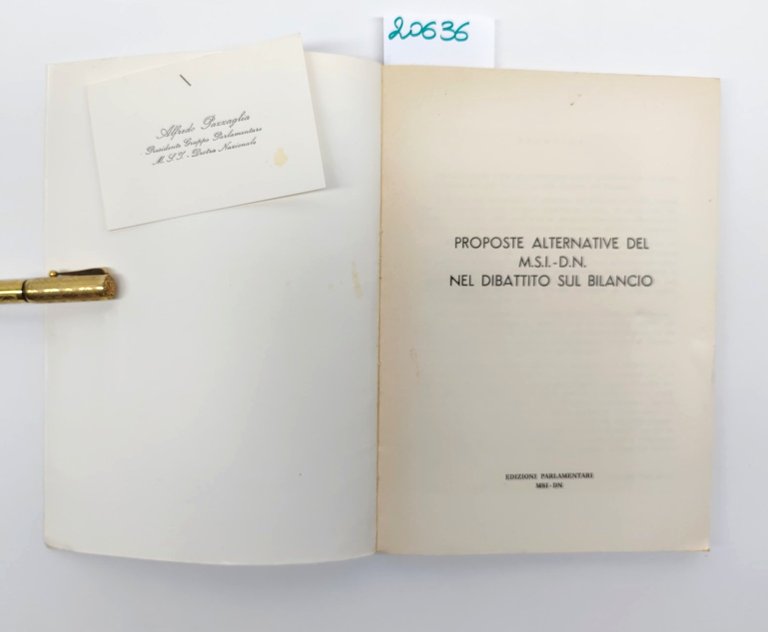 20636
Alfredo Pazzaglia
Presidente Gruppo Parlamentare
M.S.I. - Destra Nazionale
PROPOSTE ALTERNATIVE DEL
M.S.I.-D.N.
NEL DIBATTITO SUL BILANCIO
EDIZIONI PARLAMENTARI
MSI-DN.